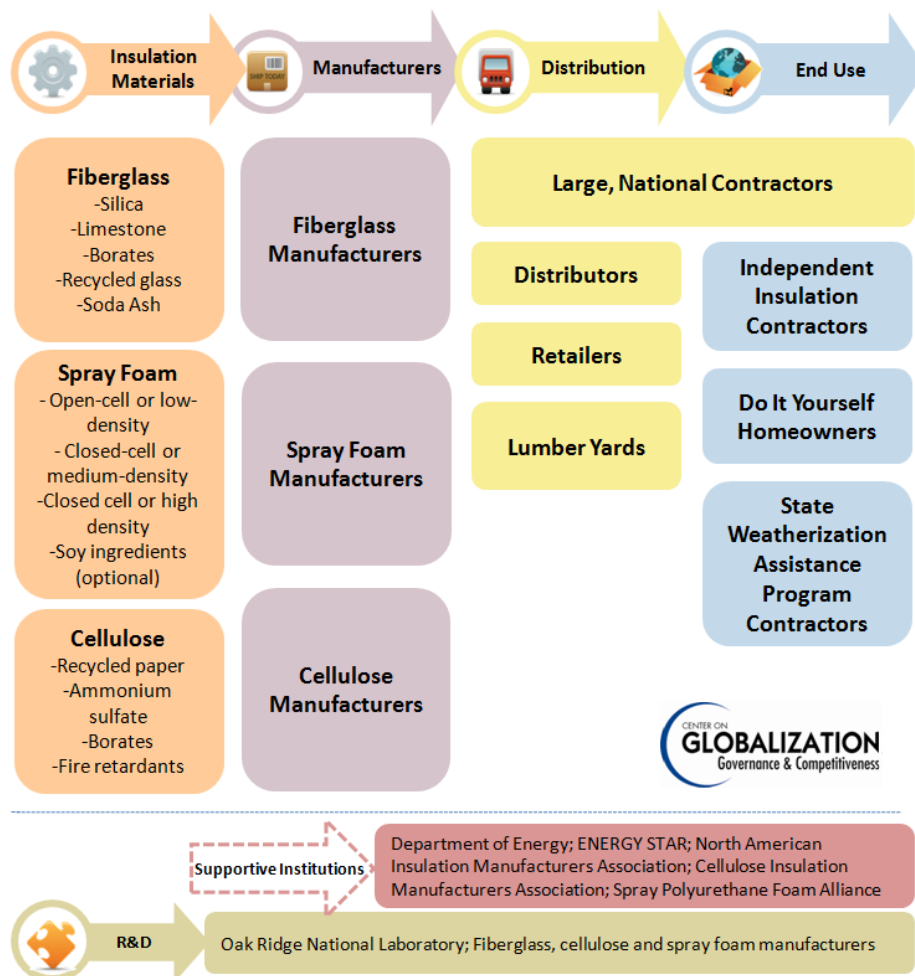 Insulation
Materials
SHIP TODAY
Manufacturers
Distribution
End Use
Fiberglass
-Silica
-Limestone
-Borates
-Recycled glass
-Soda Ash
Spray Foam
- Open-cell or low-
density
- Closed-cell or
medium-density
-Closed cell or high
density
-Soy ingredients
(optional)
Cellulose
-Recycled paper
-Ammonium
sulfate
-Borates
-Fire retardants
Fiberglass
Manufacturers
Spray Foam
Manufacturers
Cellulose
Manufacturers
Large, National Contractors
Distributors
Retailers
Lumber Yards
Independent
Insulation
Contractors
Do It Yourself
Homeowners
State
Weatherization
Assistance
Program
Contractors
CENTER ON
GLOBALIZATION
Governance & Competitiveness
Supportive Institutions
Department of Energy; ENERGY STAR; North American
Insulation Manufacturers Association; Cellulose Insulation
Manufacturers Association; Spray Polyurethane Foam Alliance
R&D
Oak Ridge National Laboratory; Fiberglass, cellulose and spray foam manufacturers